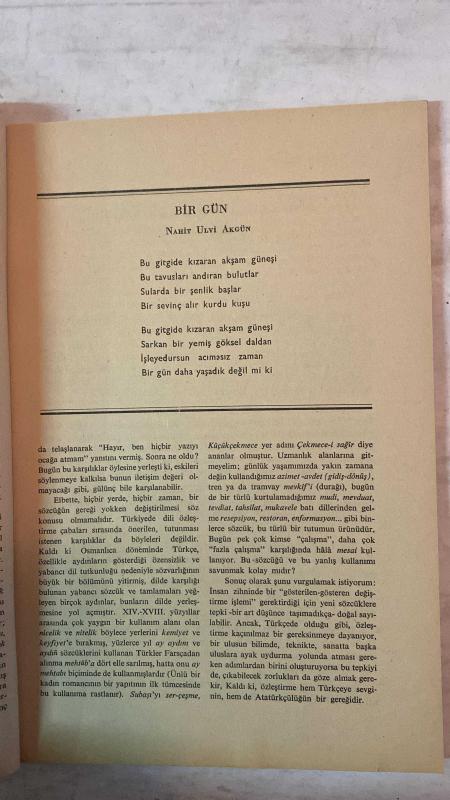 BİR GÜN
NAHİT ULVİ AKGÜN
Bu gitgide kızaran akşam güneşi
Bu tavusları andıran bulutlar
Sularda bir şenlik başlar
Bir sevinç alır kurdu kuşu
Bu gitgide kızaran akşam güneşi
Sarkan bir yemiş göksel daldan
İşleyedursun acımasız zaman
Bir gün daha yaşadık değil mi ki
da telaşlanarak "Hayır, ben hiçbir yazıyı
ocağa atmam" yanıtını vermiş. Sonra ne oldu?
Bugün bu karşılıklar öylesine yerleşti ki, eskileri
söylenmeye kalkılsa bunun iletişim değeri ol-
mayacağı gibi, gülünç bile karşılanabilir.
Elbette, hiçbir yerde, hiçbir zaman, bir
sözcüğün gereği yokken değiştirilmesi söz
konusu olmamalıdır. Türkiyede dili özleş-
tirme çabaları sırasında önerilen, tutunması
istenen karşılıklar da böyleleri değildir.
Kaldı ki Osmanlıca döneminde Türkçe,
özellikle aydınların gösterdiği özensizlik ve
yabancı dil tutkunluğu nedeniyle sözvarlığının
büyük bir bölümünü yitirmiş, dilde karşılığı
bulunan yabancı sözcük ve tamlamaları yeğ-
leyen birçok aydınlar, bunların dilde yerleş-
mesine yol açmıştır. XIV.-XVIII. yüzyıllar
arasında çok yaygın bir kullanım alanı olan
nicelik ve nitelik böylece yerlerini kemiyet ve
keyfiyet'e bırakmış, yüzlerce yıl ay aydın ve
aydın sözcüklerini kullanan Türkler Farsçadan
alınma mehtâb'a dört elle sarılmış, hatta onu ay
mehtabı biçiminde de kullanmışlardır (Ünlü bir
kadın romancının bir yapıtının ilk tümcesinde
bu kullanıma rastlanır). Subaşı'yı ser-çeşme,
Küçükçekmece yer adını Çekmece-i sağîr diye
ananlar olmuştur. Uzmanlık alanlarına git-
meyelim; günlük yaşamımızda yakın zamana
değin kullandığımız azimet-avdet (gidiş-dönüş),
tren ya da tramvay mevkif'i (durağı), bugün
de bir türlü kurtulamadığımız mudi, mevduat,
tevdiat, tahsilat, mukavele batı dillerinden gel-
me resepsiyon, restoran, enformasyon... gibi bin-
lerce sözcük, bu türlü bir tutumun ürünüdür.
Bugün pek çok kimse "çalışma", daha çok
"fazla çalışma" karşılığında hâlâ mesai kul-
lanıyor. Bu sözcüğü ve bu yanlış kullanımı
savunmak kolay mıdır?
Sonuç olarak şunu vurgulamak istiyorum:
İnsan zihninde bir "gösterilen-gösteren değiş-
tirme işlemi" gerektirdiği için yeni sözcüklere
tepki -bir art düşünce taşımadıkça- doğal sayı-
labilir. Ancak, Türkçede olduğu gibi, özleş-
tirme kaçınılmaz bir gereksinmeye dayanıyor,
bir ulusun bilimde, teknikte, sanatta başka
uluslara ayak uydurma yolunda atması gere-
ken adımlardan birini oluşturuyorsa bu tepkiyi
de, çıkabilecek zorlukları da göze almak gere-
kir, Kaldı ki, özleştirme hem Türkçeye sevgi-
nin, hem de Atatürkçülüğün bir gereğidir.